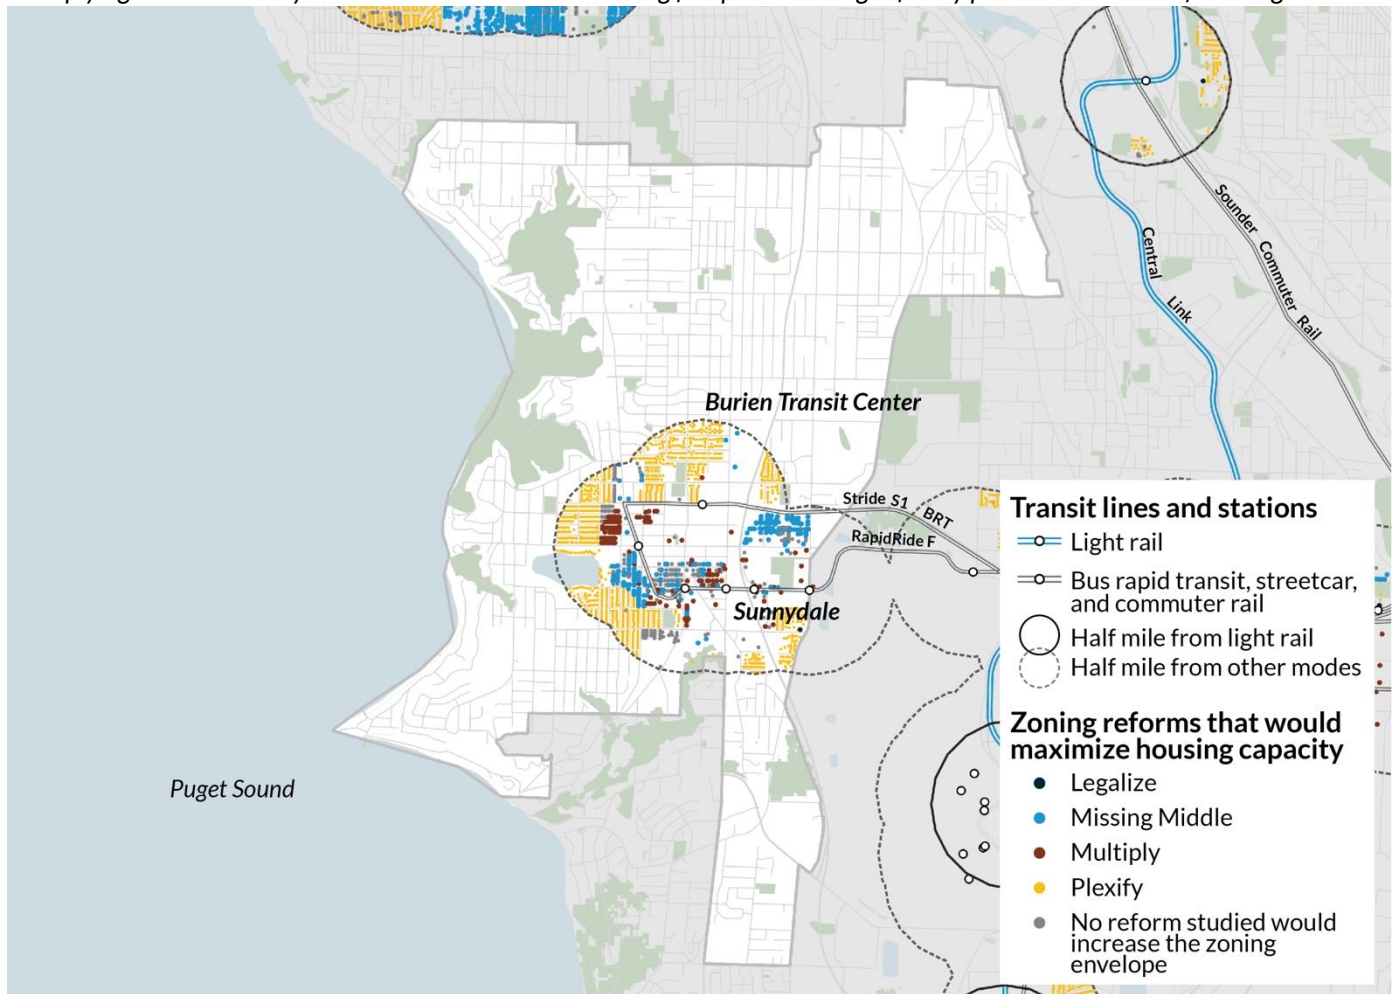 Burien Transit Center
Stride S1 BRT
RapidRide F
Sunnydale
Puget Sound
Central Link
Sounder Commuter Rail
Transit lines and stations
Light rail
Bus rapid transit, streetcar,
and commuter rail
Half mile from light rail
Half mile from other modes
Zoning reforms that would
maximize housing capacity
Legalize
Missing Middle
Multiply
Plexify
No reform studied would
increase the zoning
envelope